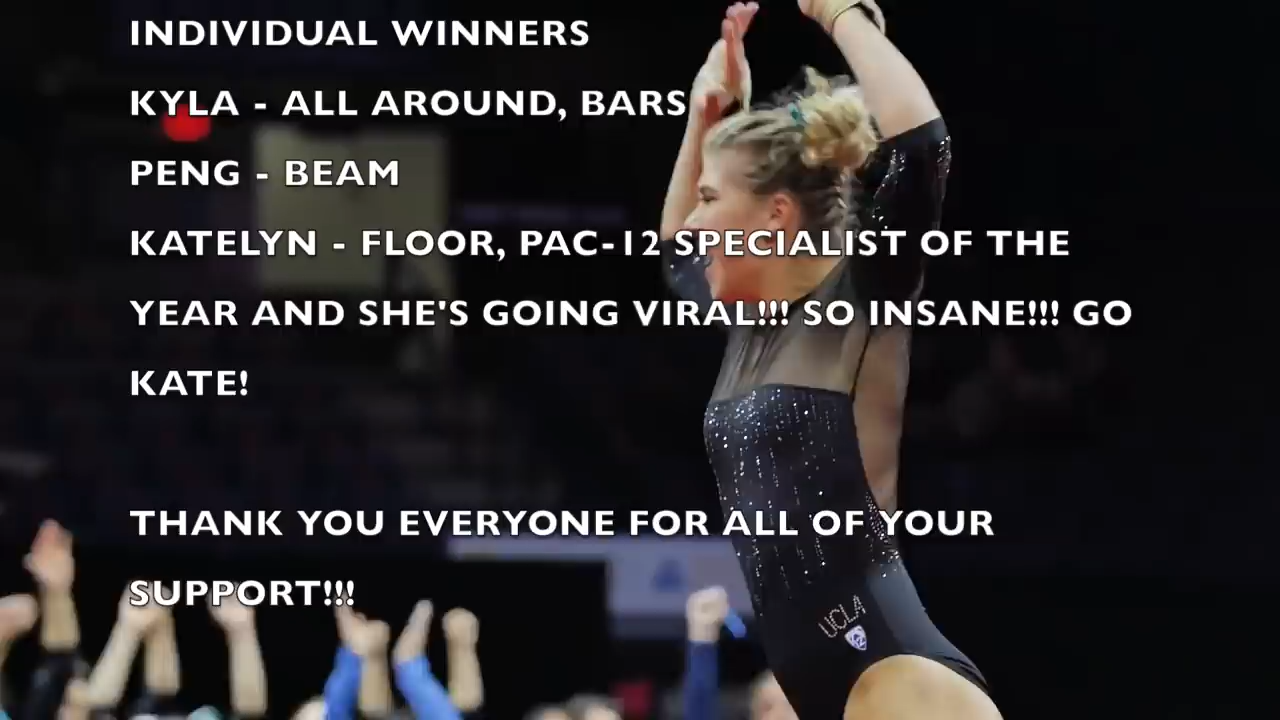 INDIVIDUAL WINNERS
KYLA - ALL AROUND, BARS
PENG - BEAM
KATELYN - FLOOR, PAC-12 SPECIALIST OF THE
YEAR AND SHE'S GOING VIRAL!!! SO INSANE!!! GO
KATE!
THANK YOU EVERYONE FOR ALL OF YOUR
SUPPORT!!!
UCLA
12